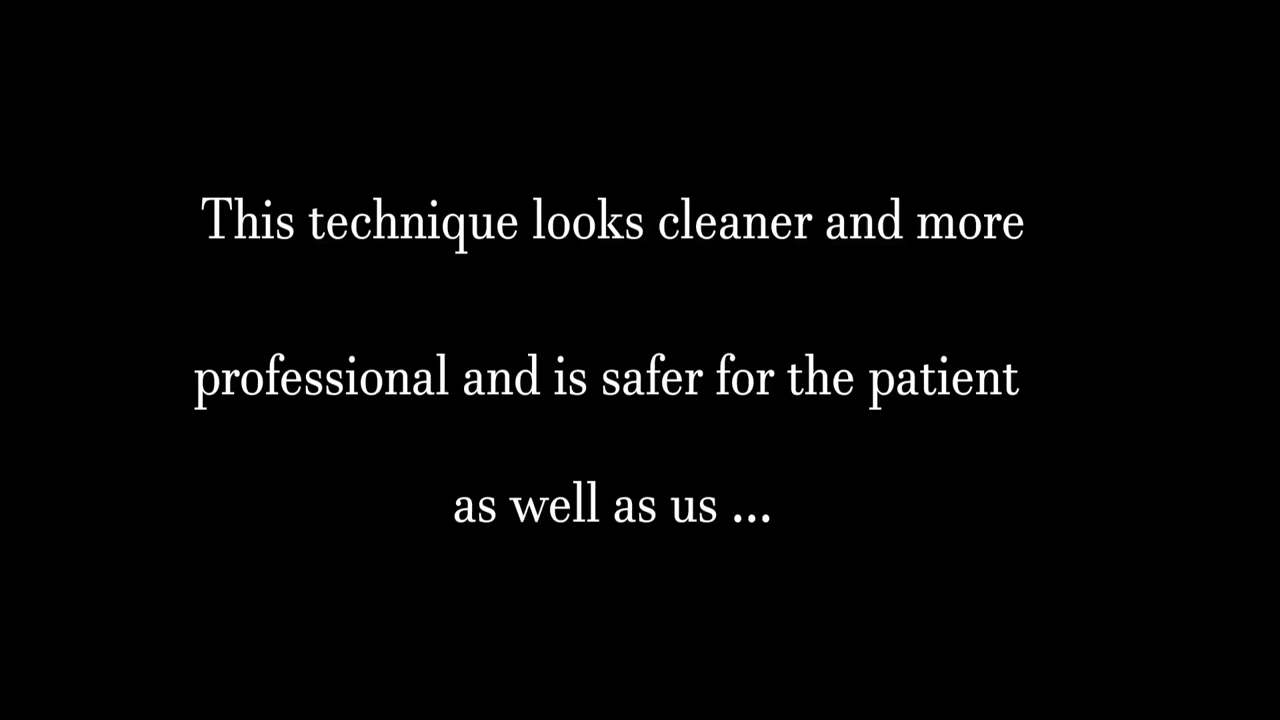 This technique looks cleaner and more
professional and is safer for the patient
as well as us ...